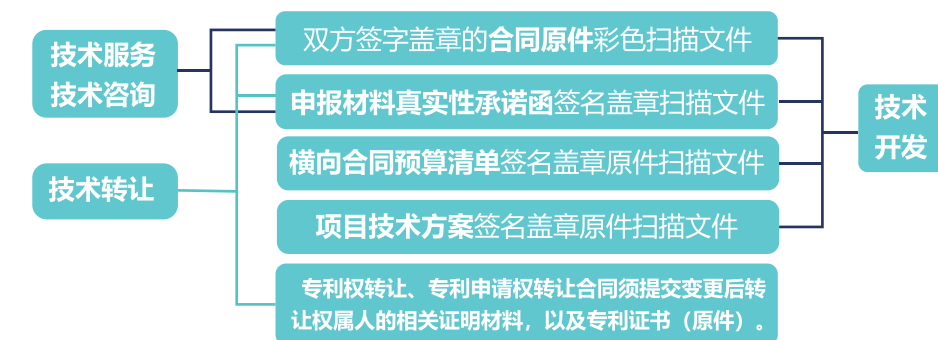 技术服务
技术咨询
技术转让
双方签字盖章的合同原件彩色扫描文件
申报材料真实性承诺函签名盖章扫描文件
横向合同预算清单签名盖章原件扫描文件
项目技术方案签名盖章原件扫描文件
专利权转让、专利申请权转让合同须提交变更后转
让权属人的相关证明材料，以及专利证书（原件）。
技术
开发